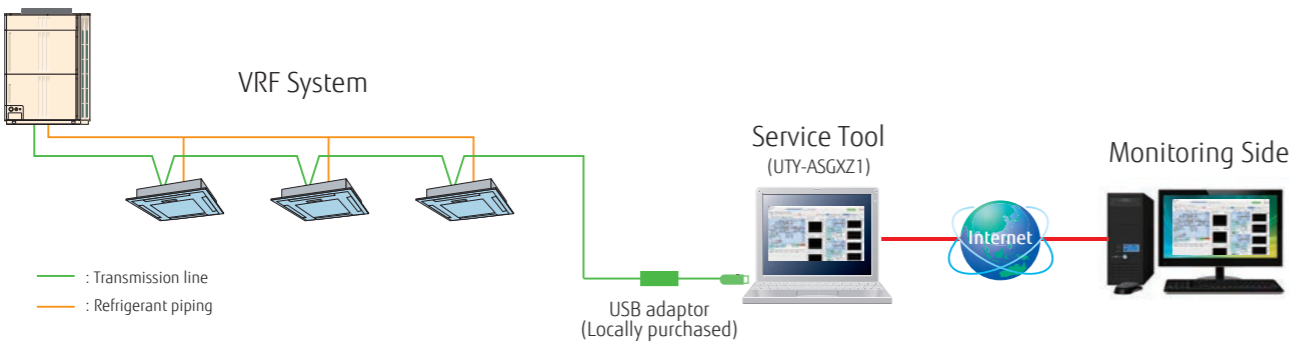 VRF System
Service Tool
(UTY-ASGXZ1)
Monitoring Side
Internet
: Transmission line
: Refrigerant piping
USB adaptor
(Locally purchased)